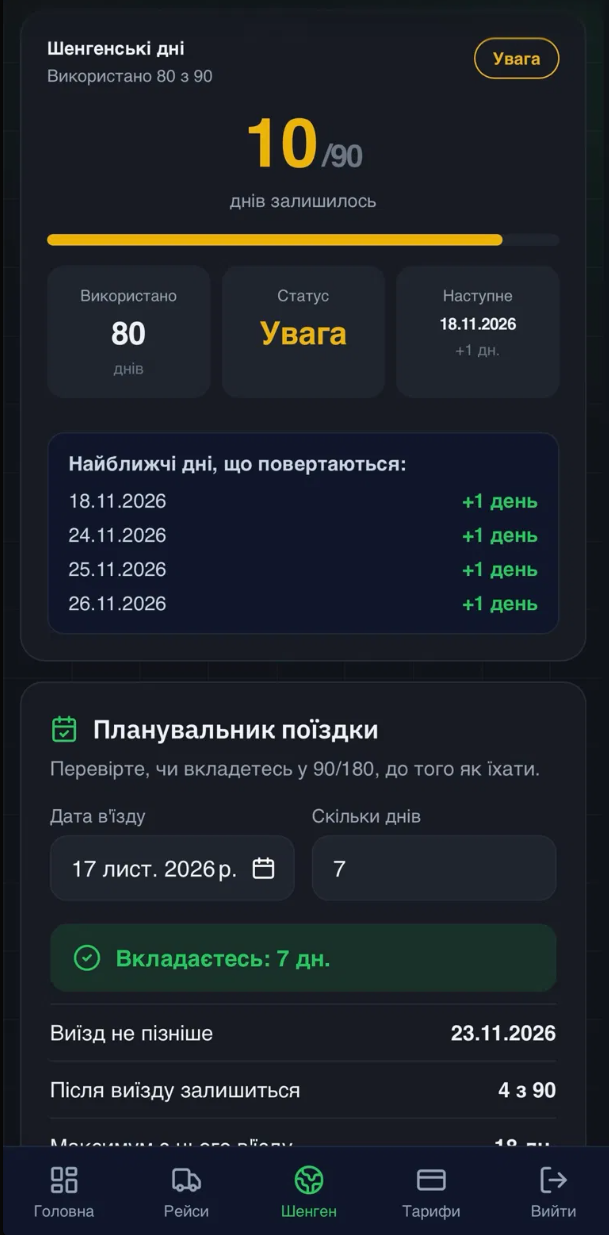 Шенгенські дні
Використано 80 з 90
Увага
10/90
днів залишилось
Використано
80
днів
Статус
Увага
Наступне
18.11.2026
+1 дн.
Найближчі дні, що повертаються:
18.11.2026 +1 день
24.11.2026 +1 день
25.11.2026 +1 день
26.11.2026 +1 день
Планувальник поїздки
Перевірте, чи вкладетесь у 90/180, до того як їхати.
Дата в'їзду
17 лист. 2026 р.
Скільки днів
7
Вкладаєтесь: 7 дн.
Виїзд не пізніше 23.11.2026
Після виїзду залишиться 4 з 90
Головна
Рейси
Шенген
Тарифи
Вийти